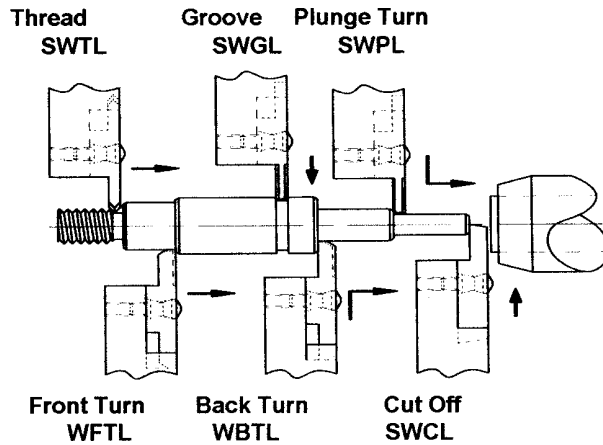 Thread
SWTL
Groove
SWGL
Plunge Turn
SWPL
Front Turn
WFTL
Back Turn
WBTL
Cut Off
SWCL